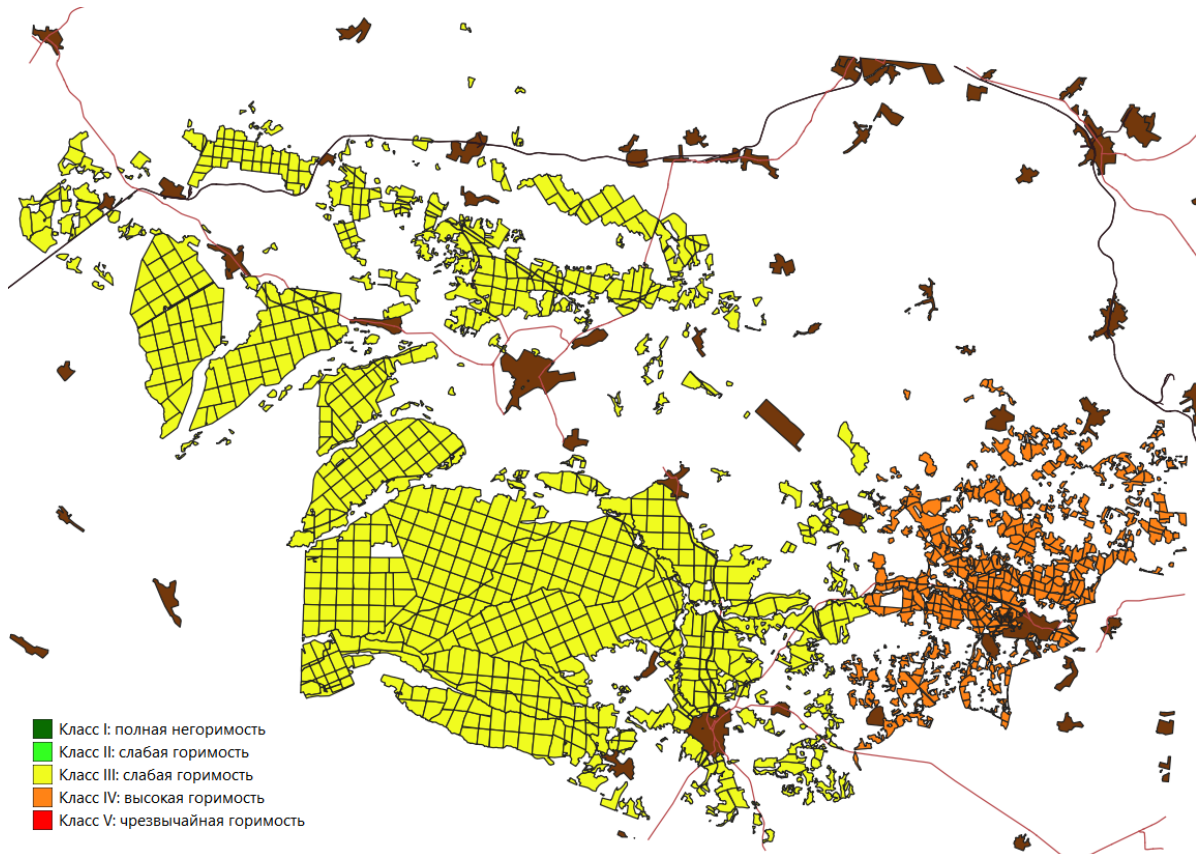 Класс I: полная негоримость
Класс II: слабая горимость
Класс III: слабая горимость
Класс IV: высокая горимость
Класс V: чрезвычайная горимость